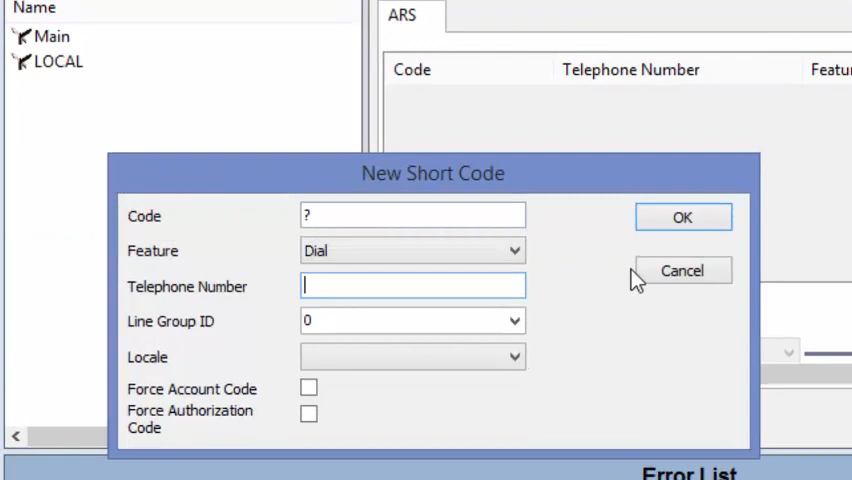 Name
Main
LOCAL
ARS
Code
Telephone Number
Featur
New Short Code
Code
?
OK
Feature
Dial
Cancel
Telephone Number
Line Group ID
0
Locale
Force Account Code
Force Authorization
Code
Error List